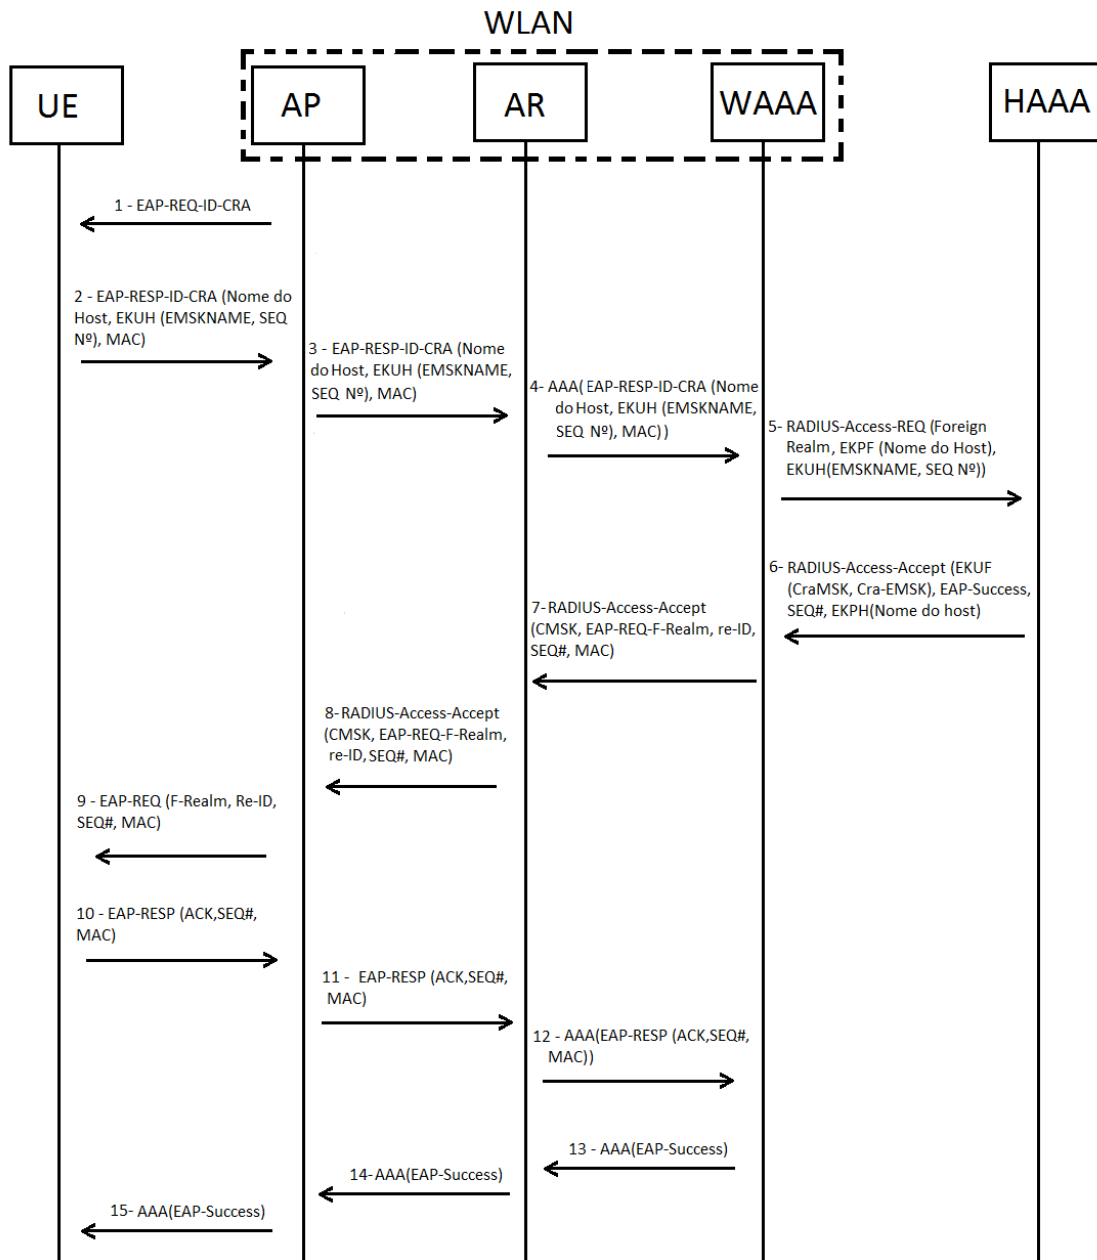 WLAN
UE
AP
AR
WAAA
HAAA
1 - EAP-REQ-ID-CRA
2 - EAP-RESP-ID-CRA (Nome do
Host, EKUH (EMSKNAME, SEQ
Nº), MAC)
3 - EAP-RESP-ID-CRA (Nome
do Host, EKUH (EMSKNAME,
SEQ Nº), MAC)
4- AAA( EAP-RESP-ID-CRA (Nome
do Host, EKUH (EMSKNAME,
SEQ Nº), MAC))
5- RADIUS-Access-REQ (Foreign
Realm, EKPF (Nome do Host),
EKUH(EMSKNAME, SEQ Nº))
6- RADIUS-Access-Accept (EKUF
(CraMSK, Cra-EMSK), EAP-Success,
SEQ#, EKPH(Nome do host)
7- RADIUS-Access-Accept
(CMSK, EAP-REQ-F-Realm, re-ID,
SEQ#, MAC)
8- RADIUS-Access-Accept
(CMSK, EAP-REQ-F-Realm,
re-ID, SEQ#, MAC)
9 - EAP-REQ (F-Realm, Re-ID,
SEQ#, MAC)
10 - EAP-RESP (ACK,SEQ#,
MAC)
11 - EAP-RESP (ACK,SEQ#,
MAC)
12 - AAA(EAP-RESP (ACK,SEQ#,
MAC))
13 - AAA(EAP-Success)
14- AAA(EAP-Success)
15- AAA(EAP-Success)